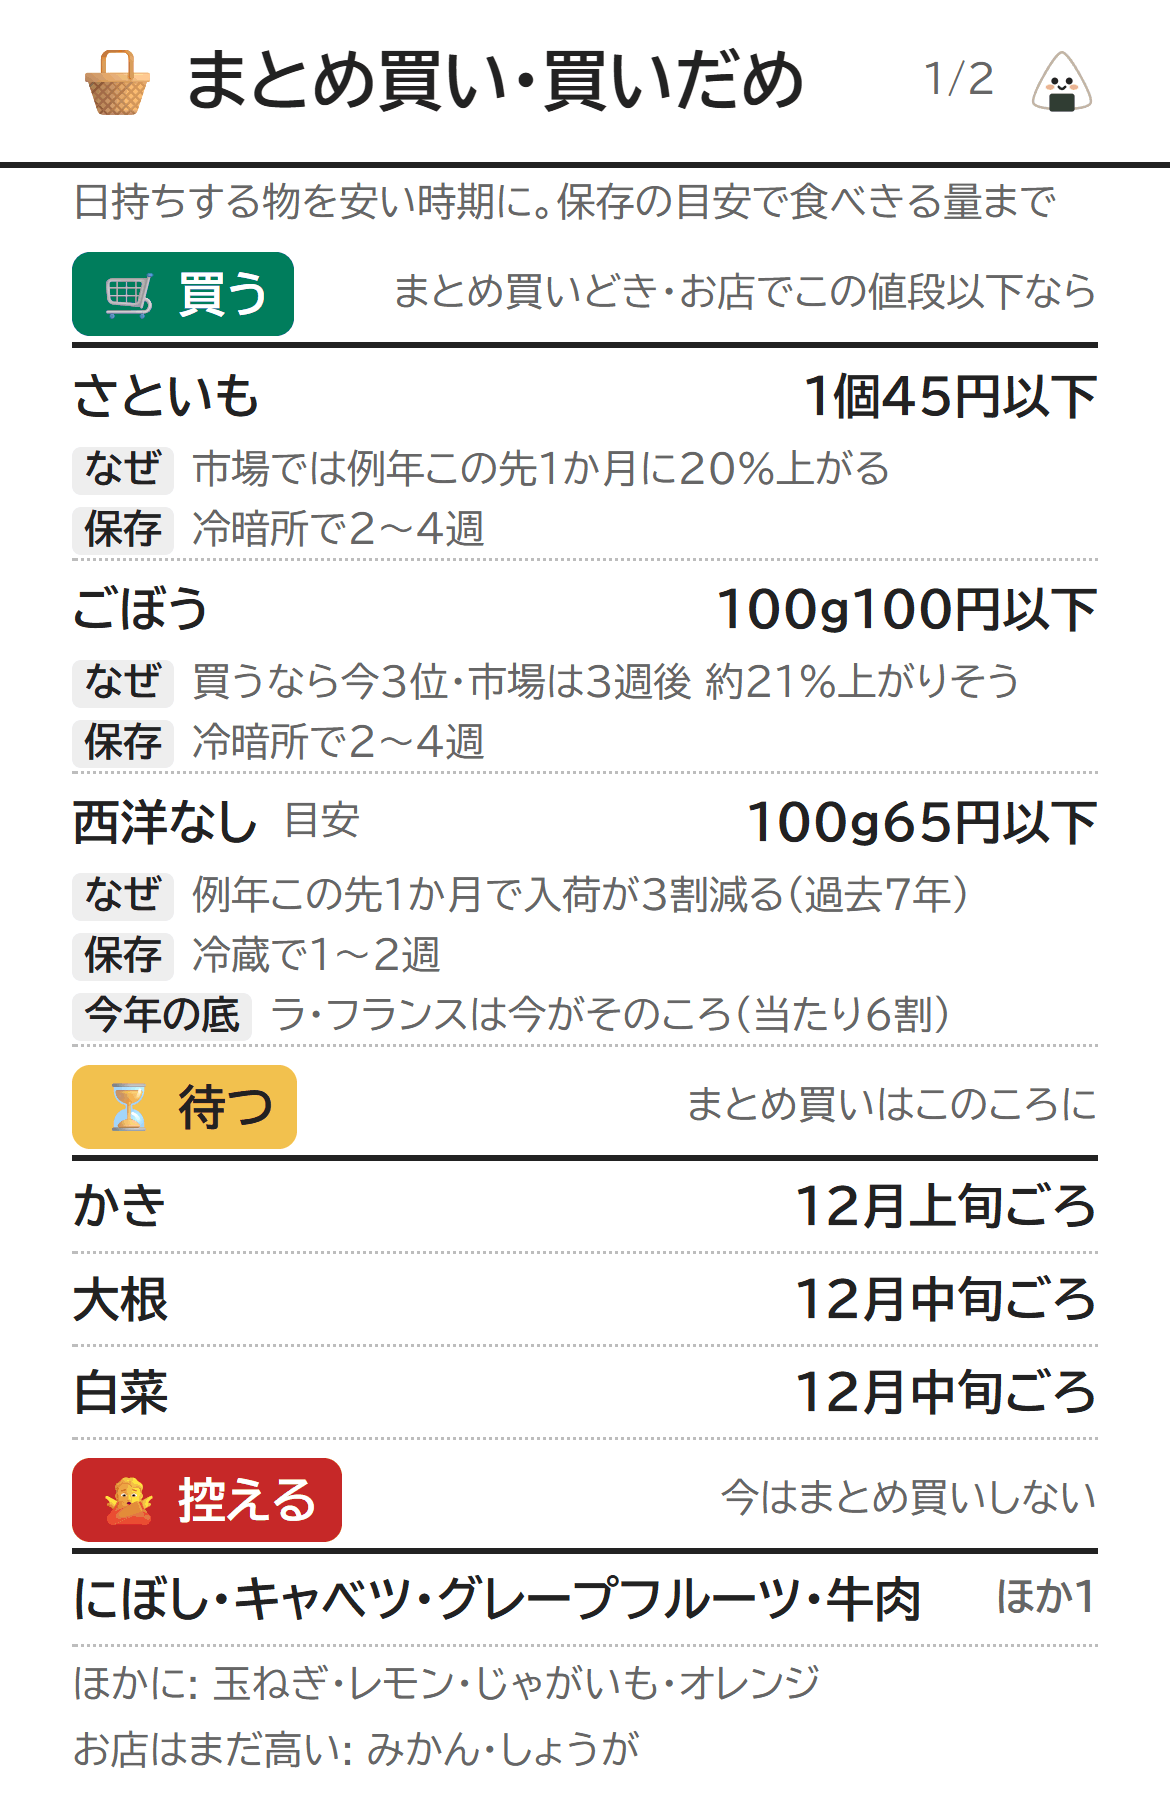 まとめ買い・買いだめ 1/2
日持ちする物を安い時期に。保存の目安で食べきる量まで
買う まとめ買いどき・お店でこの値段以下なら
さといも 1個45円以下
なぜ 市場では例年この先1か月に20%上がる
保存 冷暗所で2〜4週
ごぼう 100g100円以下
なぜ 買うなら今3位・市場は3週後 約21%上がりそう
保存 冷暗所で2〜4週
西洋なし 目安 100g65円以下
なぜ 例年この先1か月で入荷が3割減る(過去7年)
保存 冷蔵で1〜2週
今年の底 ラ・フランスは今がそのころ(当たり6割)
待つ まとめ買いはこのころに
かき 12月上旬ごろ
大根 12月中旬ごろ
白菜 12月中旬ごろ
控える 今はまとめ買いしない
にぼし・キャベツ・グレープフルーツ・牛肉 ほか1
ほかに: 玉ねぎ・レモン・じゃがいも・オレンジ
お店はまだ高い: みかん・しょうが